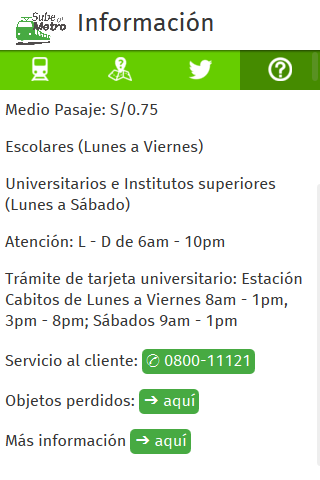 Sube al Metro
Información
Medio Pasaje: S/0.75
Escolares (Lunes a Viernes)
Universitarios e Institutos superiores
(Lunes a Sábado)
Atención: L - D de 6am - 10pm
Trámite de tarjeta universitario: Estación
Cabitos de Lunes a Viernes 8am - 1pm,
3pm - 8pm; Sábados 9am - 1pm
Servicio al cliente: ✆ 0800-11121
Objetos perdidos: ➔ aquí
Más información ➔ aquí